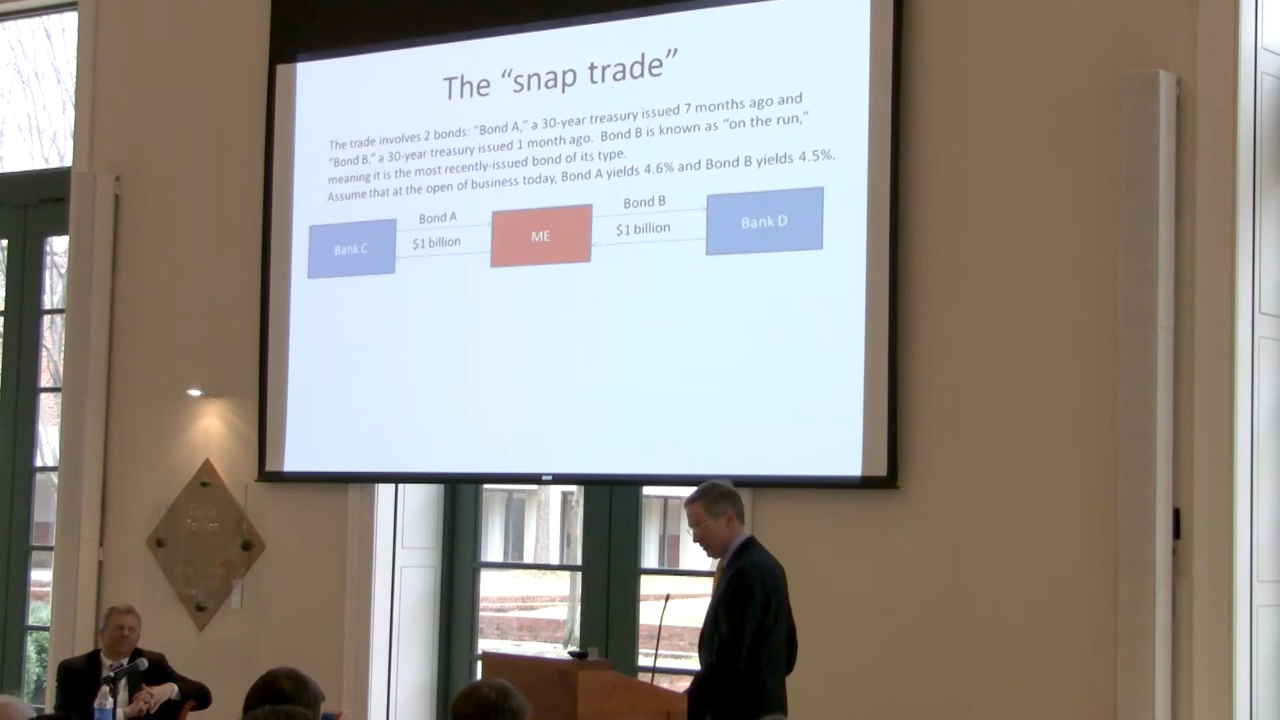 The “snap trade”
The trade involves 2 bonds: “Bond A,” a 30-year treasury issued 7 months ago and
“Bond B,” a 30-year treasury issued 1 month ago. Bond B is known as “on the run,”
meaning it is the most recently-issued bond of its type.
Assume that at the open of business today, Bond A yields 4.6% and Bond B yields 4.5%.
Bond A
Bond B
Bank C
$1 billion
ME
$1 billion
Bank D